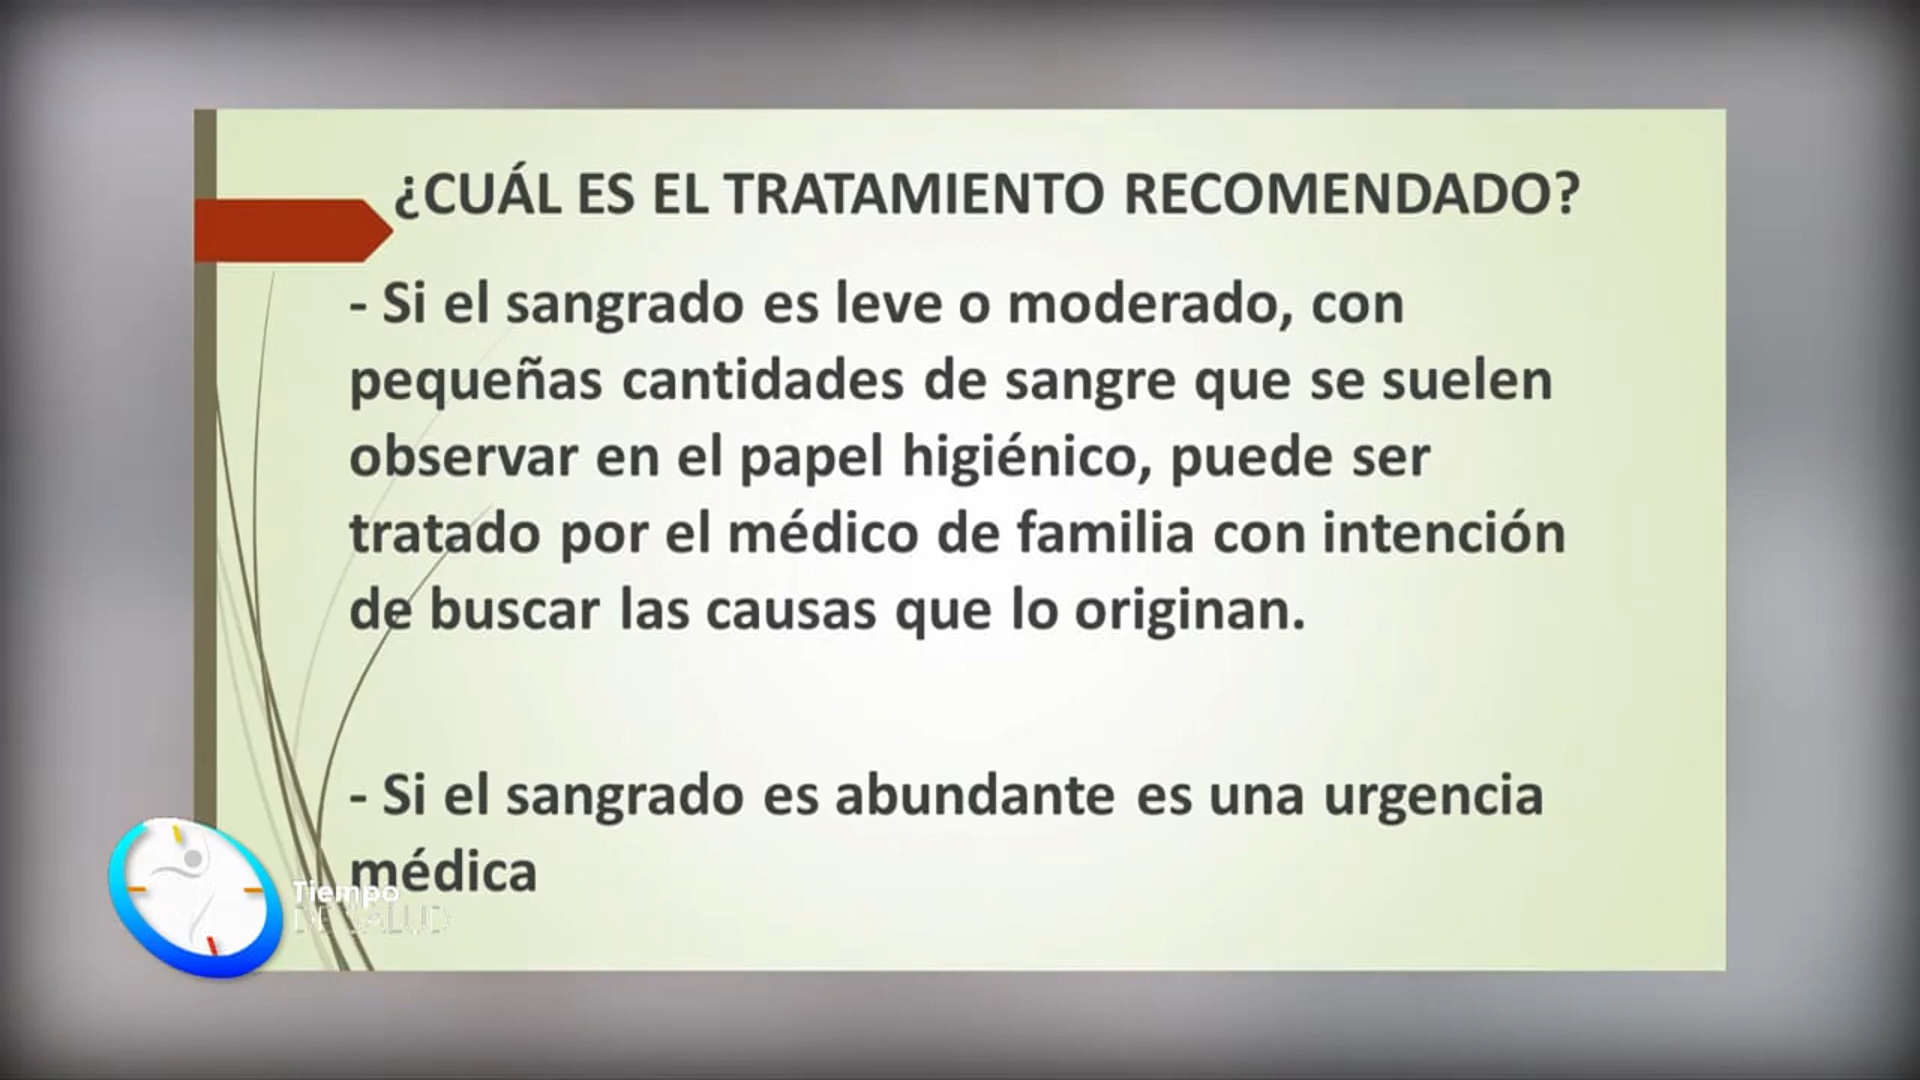 ¿CUÁL ES EL TRATAMIENTO RECOMENDADO?
- Si el sangrado es leve o moderado, con
pequeñas cantidades de sangre que se suelen
observar en el papel higiénico, puede ser
tratado por el médico de familia con intención
de buscar las causas que lo originan.
- Si el sangrado es abundante es una urgencia
médica
Tiempo
DE SALUD